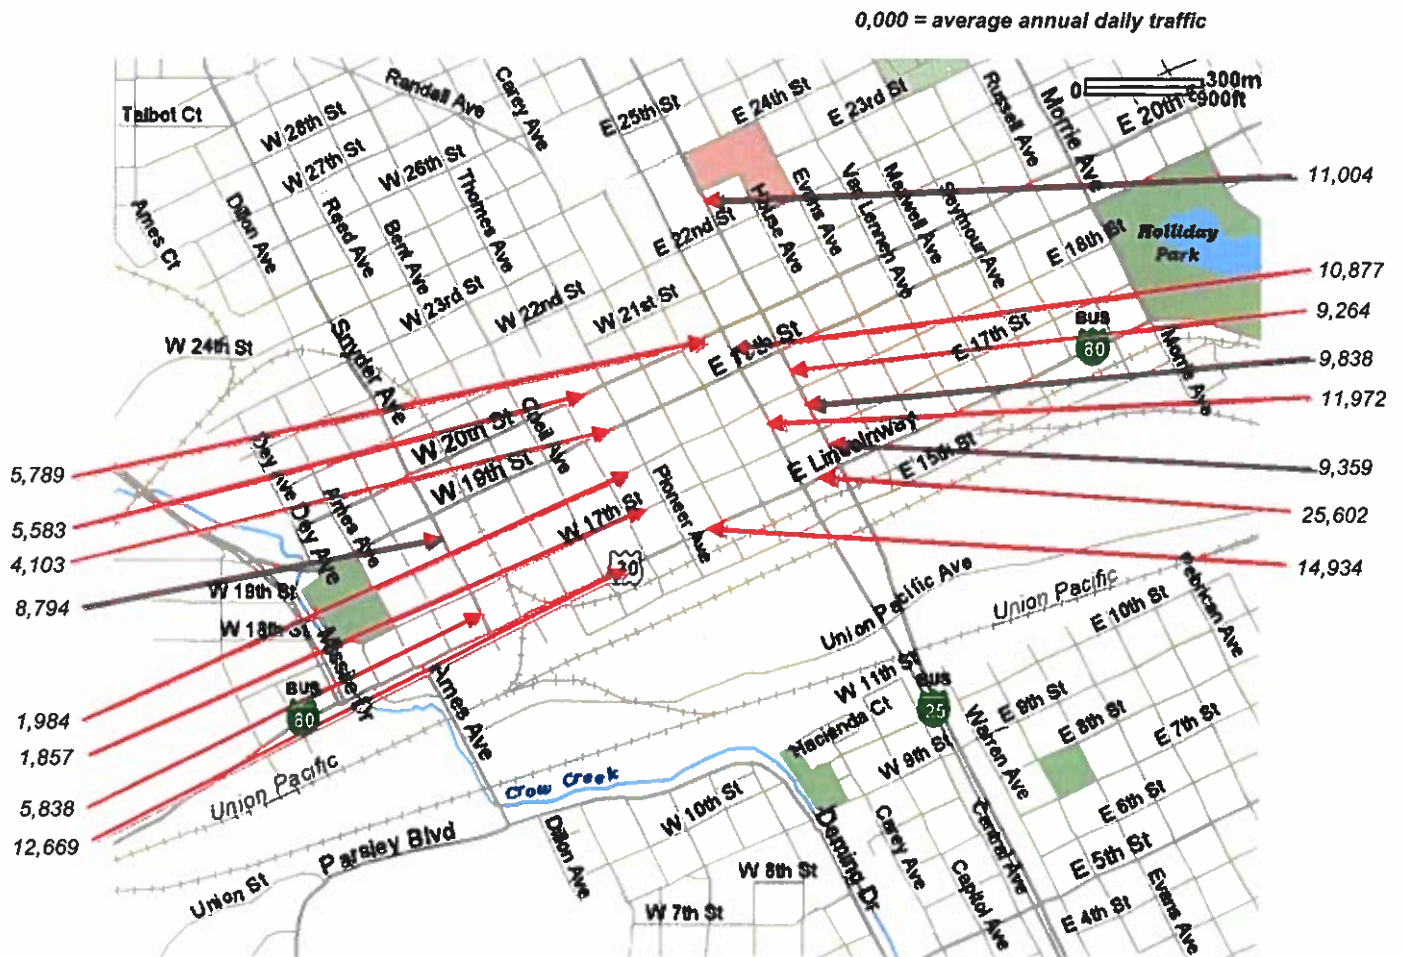 0,000 = average annual daily traffic
Talbot Ct
Randall Ave
Carey Ave
E 25th St
E 24th St
E 23rd St
Russell Ave
Morrie Ave
0 300m
900ft
E 20th S
W 28th St
W 27th St
W 26th St
Ames Ct
Dillon Ave
Reed Ave
Bent Ave
Thomes Ave
House Ave
Evans Ave
Van Lennen Ave
Maxwell Ave
Seymour Ave
11,004
E 22nd St
E 18th St
Holliday
Park
W 23rd St
W 22nd St
W 21st St
10,877
9,264
W 24th St
Snyder Ave
E 17th St
BUS
80
Morrie Ave
9,838
11,972
W 20th St
W 19th St
E Lincolnway
E 15th St
9,359
5,789
Dey Ave
Dey Ave
Ames Ave
W 17th St
Pioneer Ave
25,602
5,583
4,103
30
14,934
8,794
W 19th St
W 18th St
Missile Dr
Union Pacific Ave
Union Pacific
E 10th St
Pebrican Ave
1,984
BUS
80
Ames Ave
W 11th St
BUS
25
E 9th St
E 8th St
E 7th St
1,857
Union Pacific
Crow Creek
Hacienda Ct
W 9th St
Warren Ave
5,838
12,669
Parsley Blvd
W 10th St
E 6th St
E 5th St
Union St
Dillon Ave
Deming Dr
Carey Ave
Central Ave
W 8th St
W 7th St
Capitol Ave
E 4th St
Evans Ave